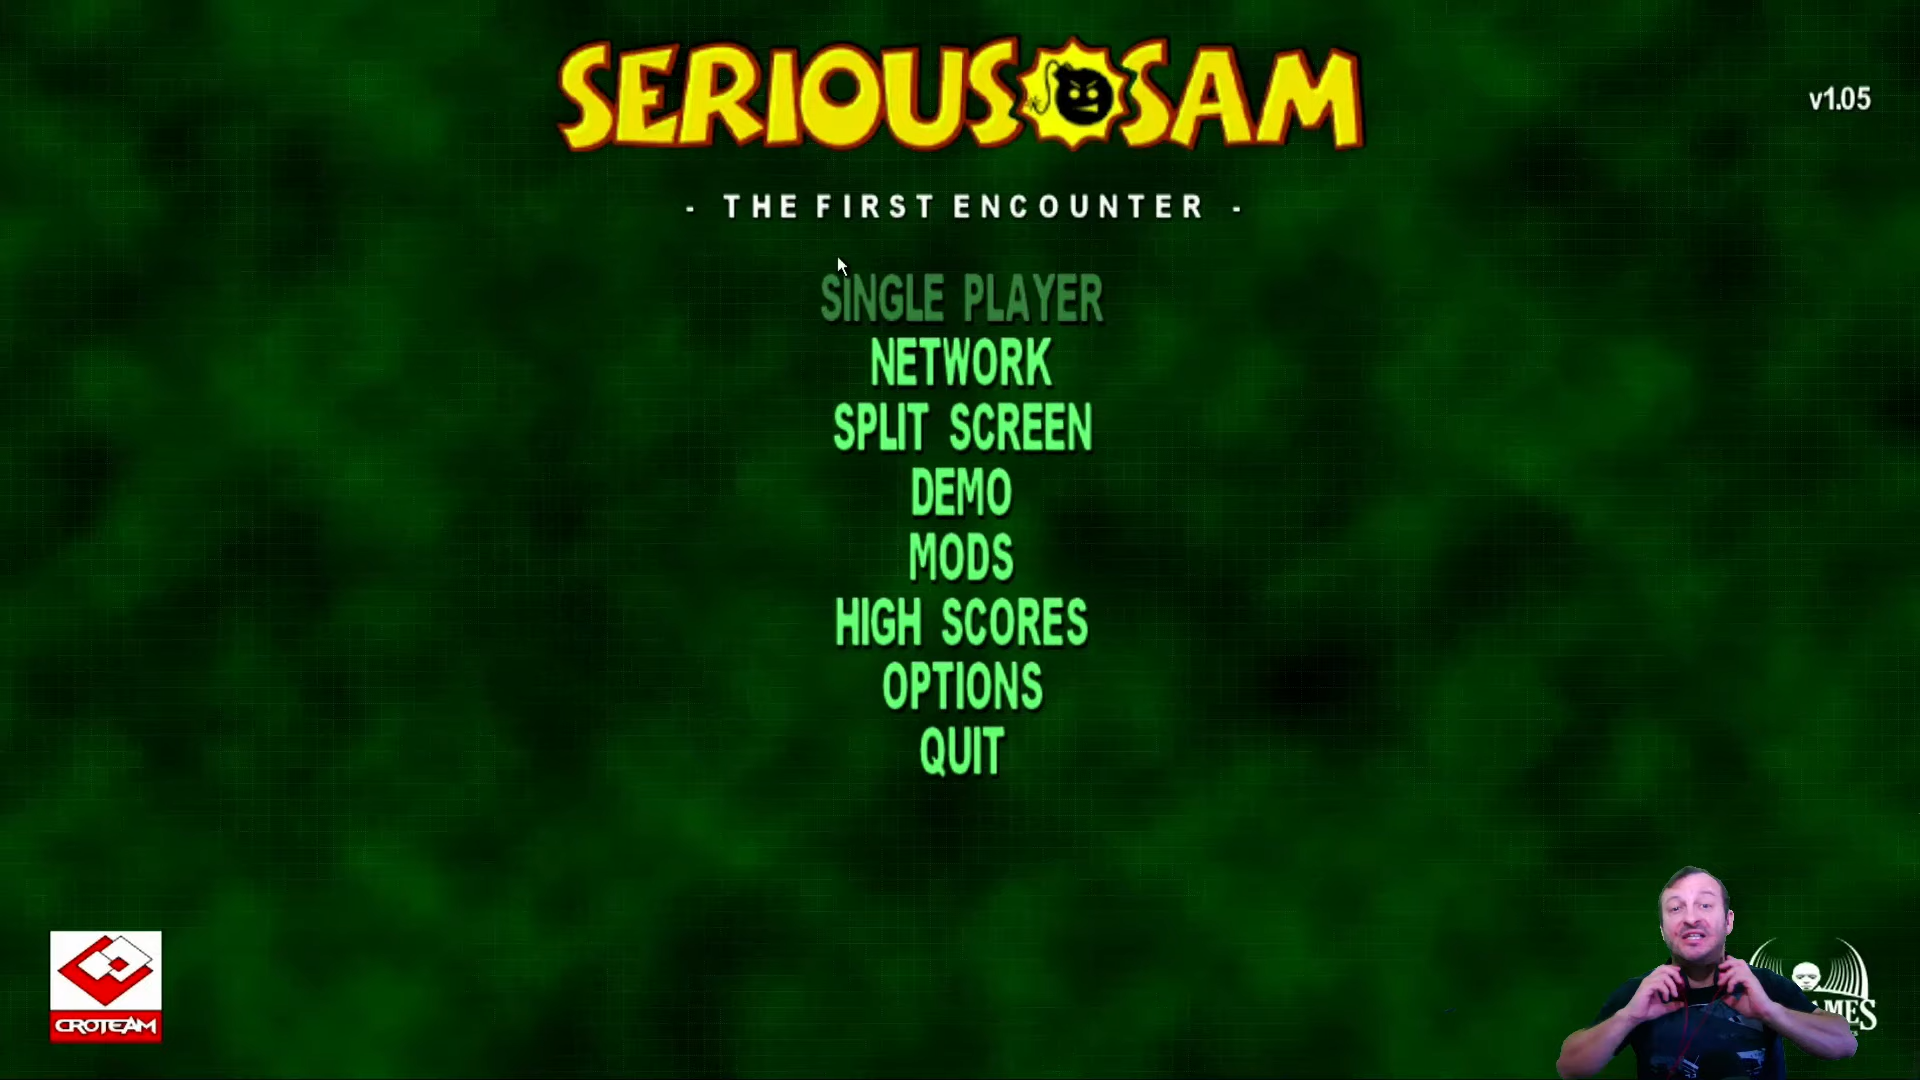 SERIOUS SAM
v1.05
- THE FIRST ENCOUNTER -
SINGLE PLAYER
NETWORK
SPLIT SCREEN
DEMO
MODS
HIGH SCORES
OPTIONS
QUIT
CROTEAM